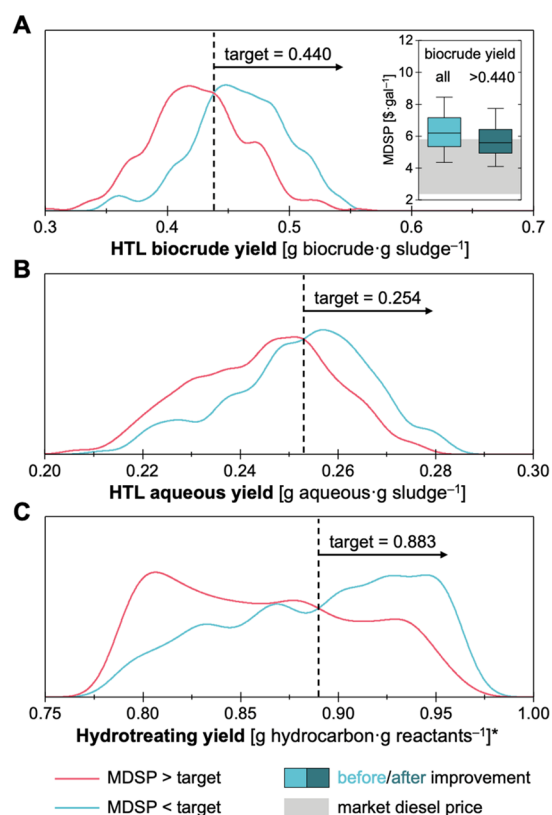 A
target = 0.440
12
10
8
6
4
2
MDSP [$·gal⁻¹]
biocrude yield
all >0.440
0.3 0.4 0.5 0.6 0.7
HTL biocrude yield [g biocrude·g sludge⁻¹]
B
target = 0.254
0.20 0.22 0.24 0.26 0.28 0.30
HTL aqueous yield [g aqueous·g sludge⁻¹]
C
target = 0.883
0.75 0.80 0.85 0.90 0.95 1.00
Hydrotreating yield [g hydrocarbon·g reactants⁻¹]*
MDSP > target
before/after improvement
MDSP < target
market diesel price